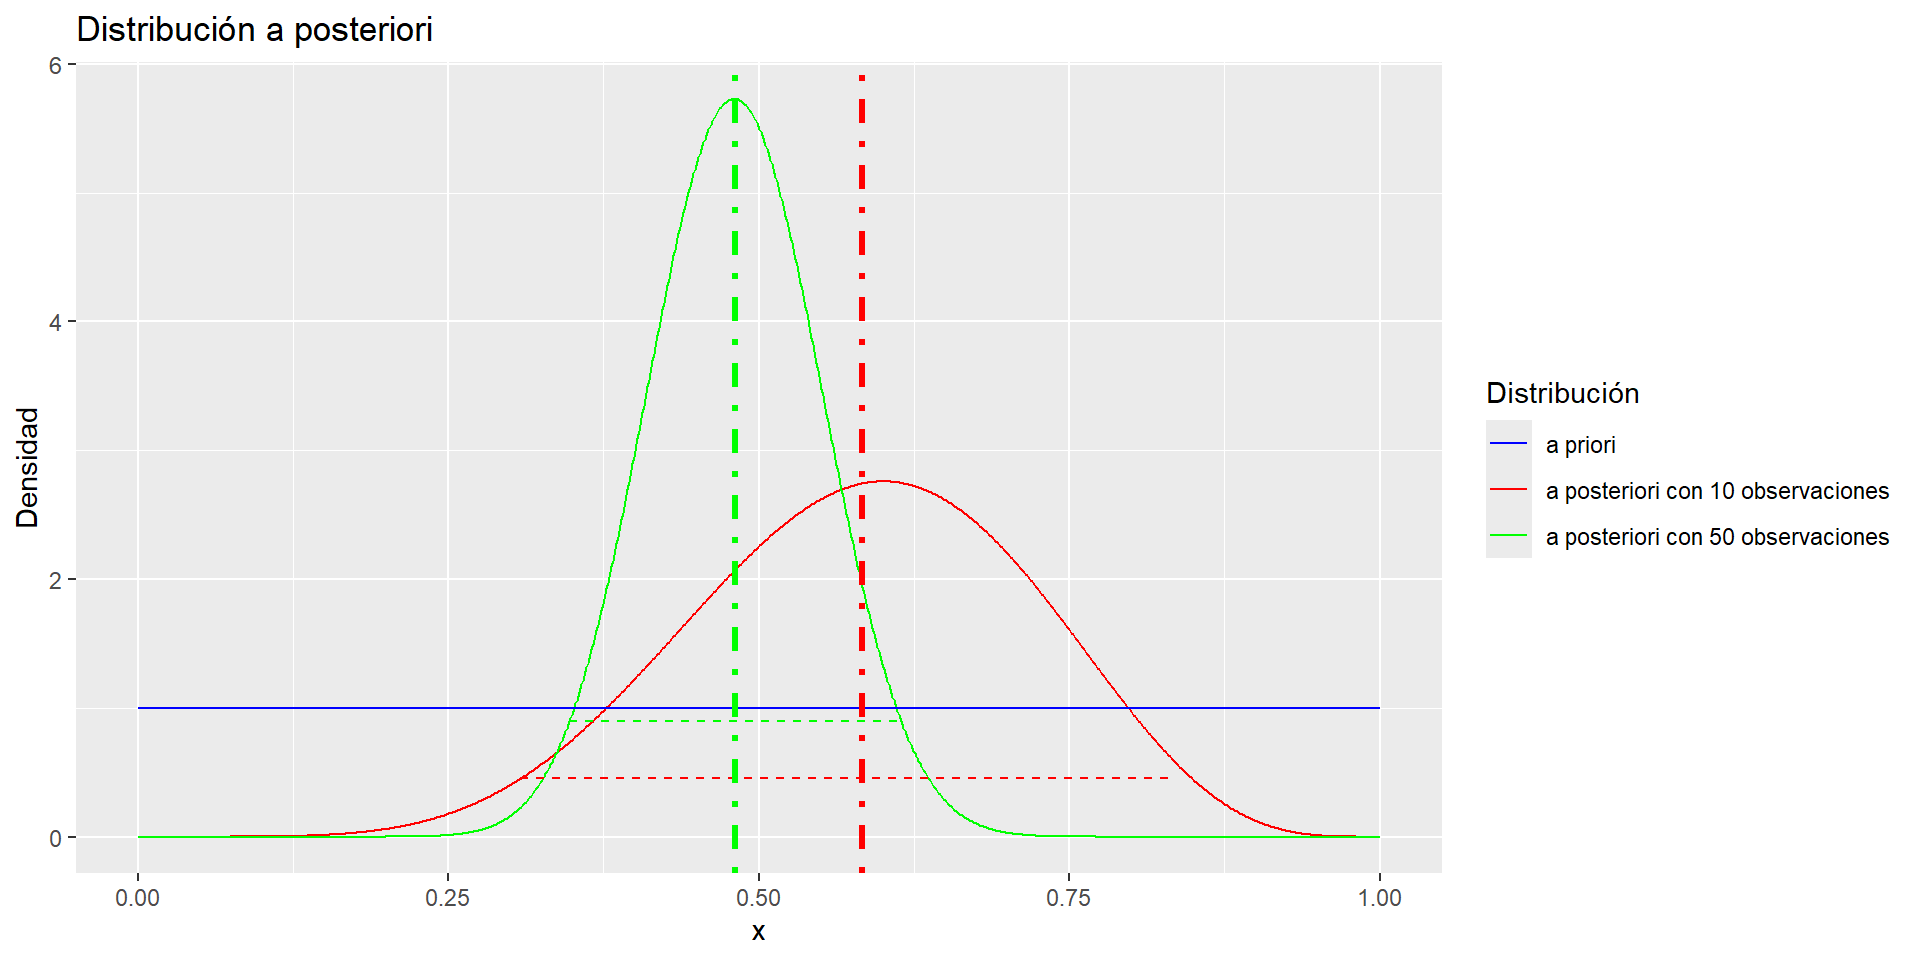 Distribución a posteriori
Densidad
6
4
2
0
0.00
0.25
0.50
0.75
1.00
x
Distribución
a priori
a posteriori con 10 observaciones
a posteriori con 50 observaciones